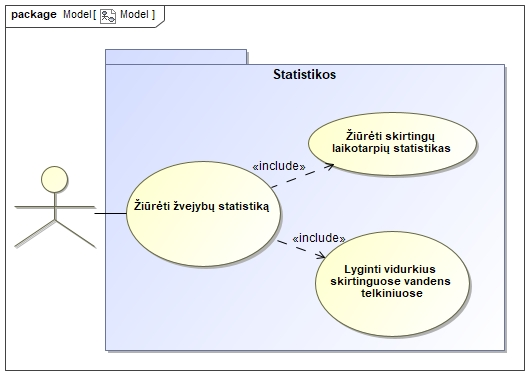 package Model [ Model ]
Statistikos
Žiūrėti skirtingų
laikotarpių statistikas
«include»
Žiūrėti žvejybų statistiką
«include»
Lyginti vidurkius
skirtinguose vandens
telkiniuose